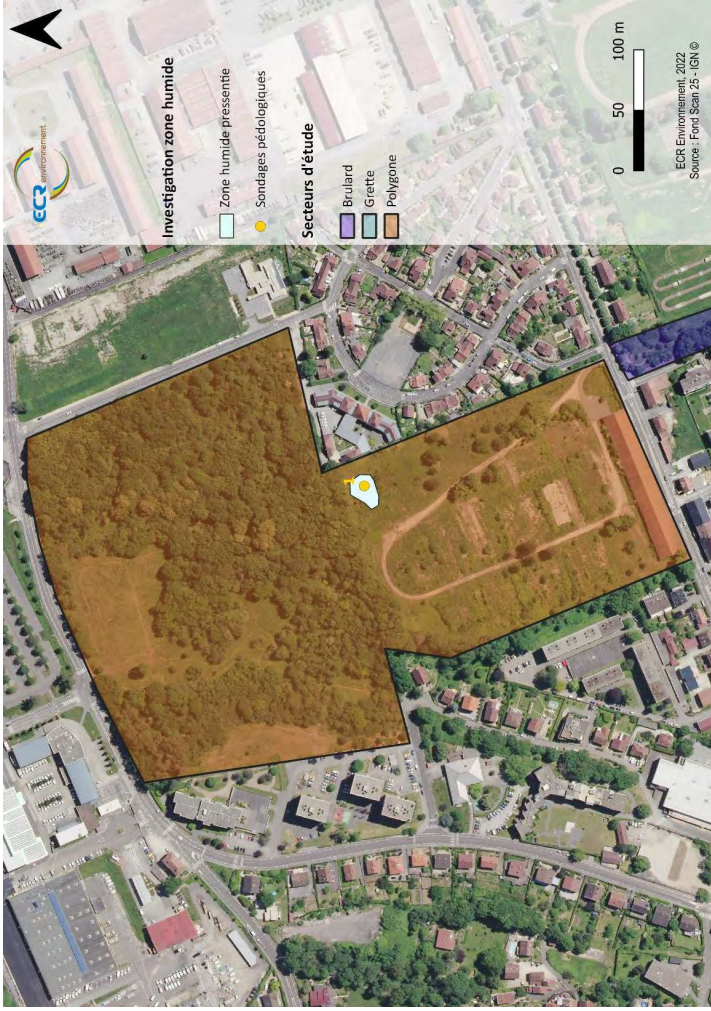 ECR environnement
Investigation zone humide
Zone humide pressentie
Sondages pédologiques
Secteurs d'étude
Brulard
Grette
Polygone
0 50 100 m
ECR Environnement, 2022
Source : Fond Scan 25 - IGN ©
1